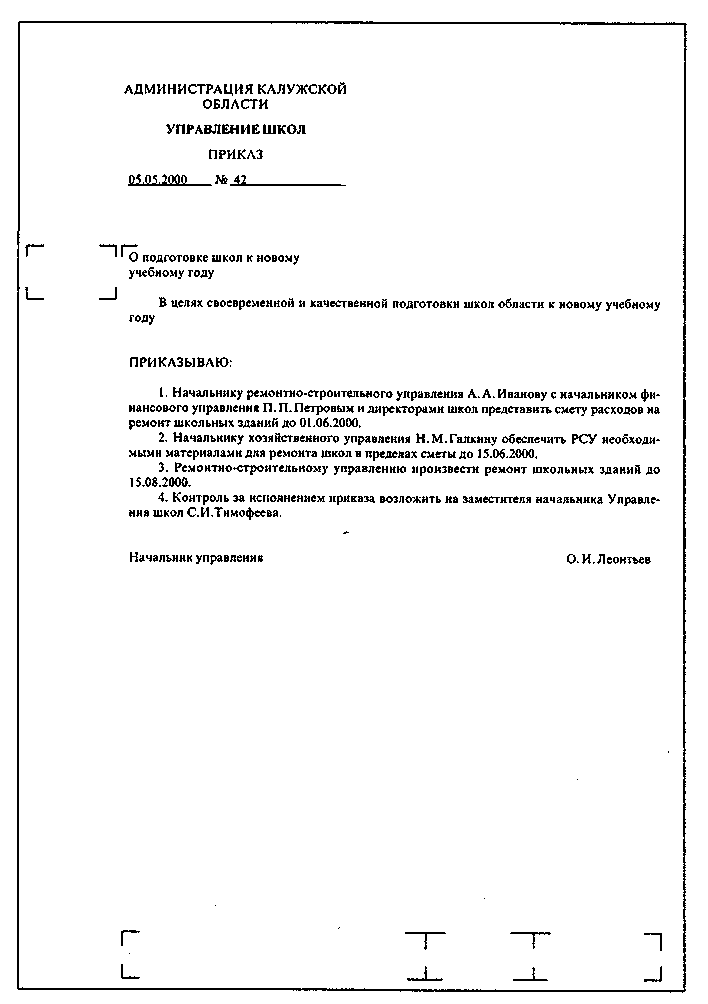 АДМИНИСТРАЦИЯ КАЛУЖСКОЙ
ОБЛАСТИ
УПРАВЛЕНИЕ ШКОЛ
ПРИКАЗ
05.05.2000 № 42
О подготовке школ к новому
учебному году
В целях своевременной и качественной подготовки школ области к новому учебному
году
ПРИКАЗЫВАЮ:
1. Начальнику ремонтно-строительного управления А. А. Иванову с начальником фи-
нансового управления П. П. Петровым и директорами школ представить смету расходов на
ремонт школьных зданий до 01.06.2000.
2. Начальнику хозяйственного управления Н. М. Галкину обеспечить РСУ необходи-
мыми материалами для ремонта школ в пределах сметы до 15.06.2000.
3. Ремонтно-строительному управлению произвести ремонт школьных зданий до
15.08.2000.
4. Контроль за исполнением приказа возложить на заместителя начальника Управле-
ния школ С.И.Тимофеева.
Начальник управления О. И. Леонтьев